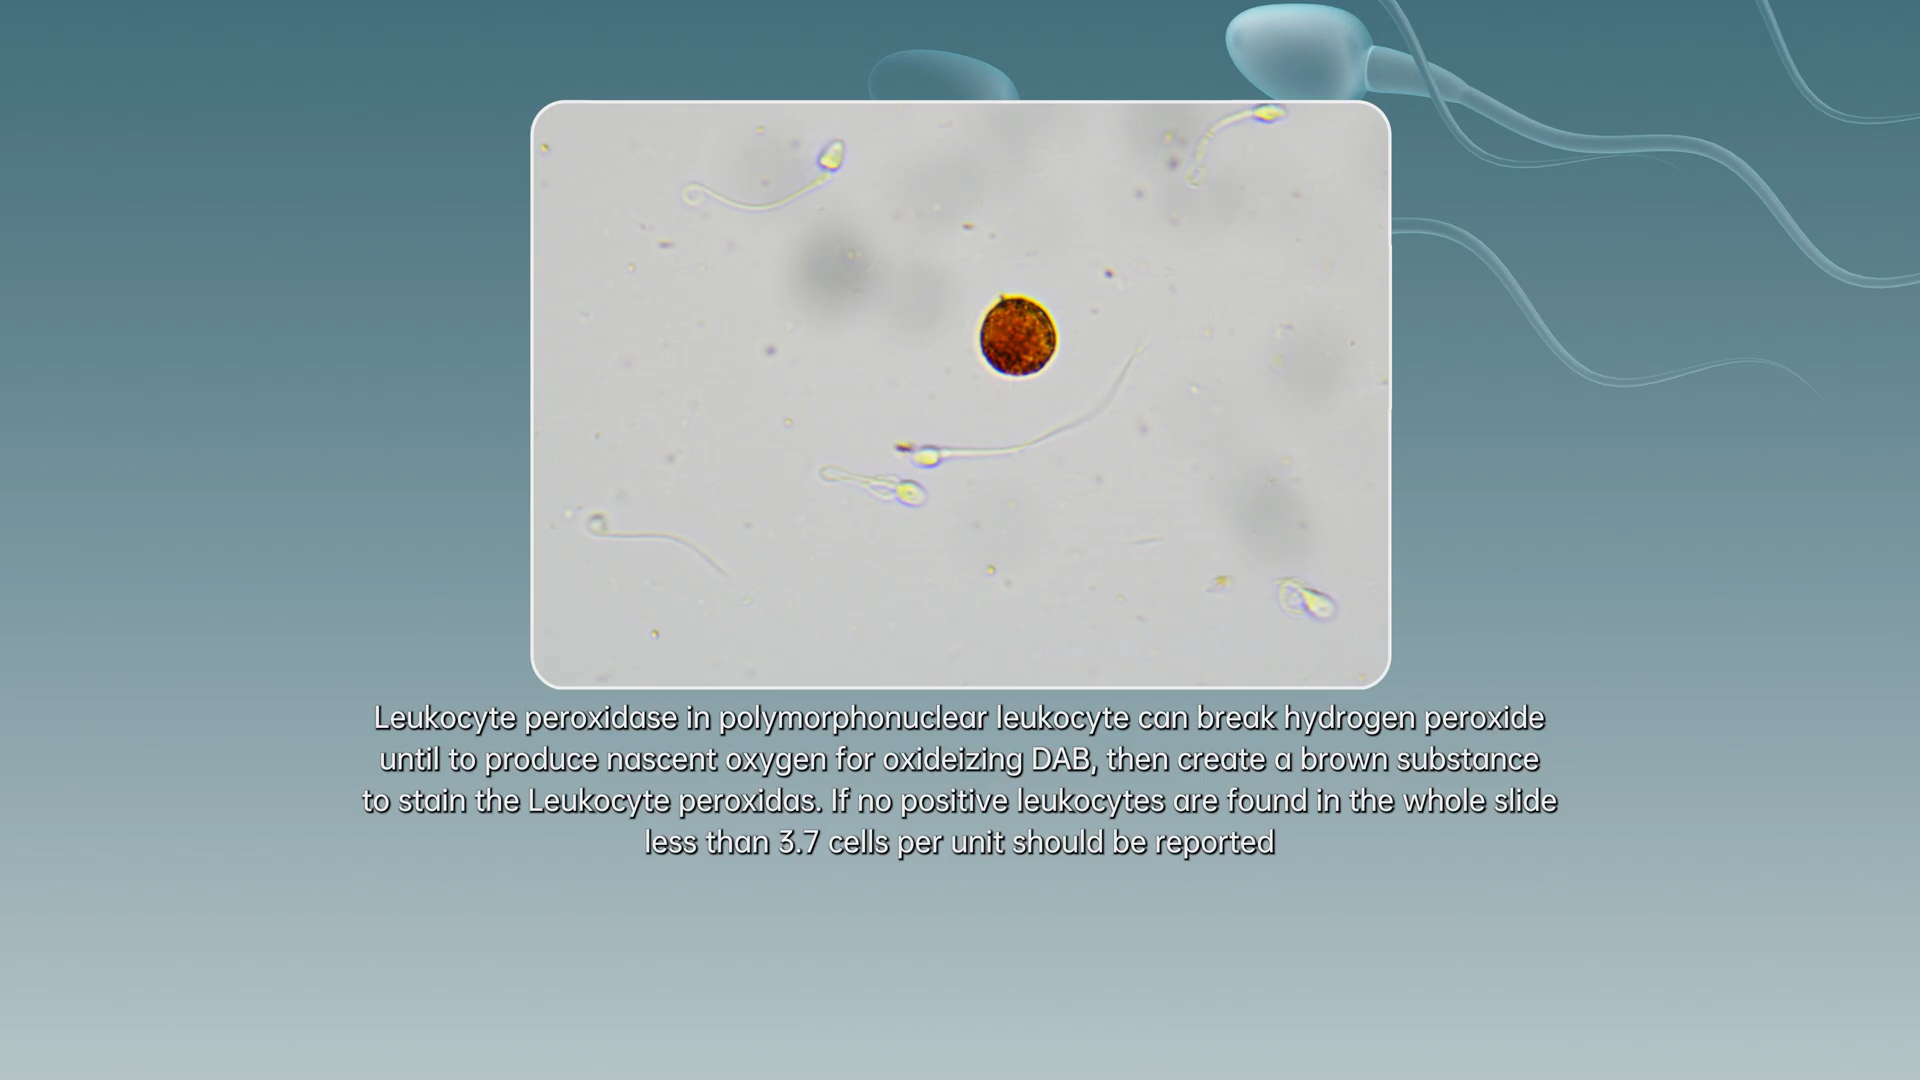 Leukocyte peroxidase in polymorphonuclear leukocyte can break hydrogen peroxide
until to produce nascent oxygen for oxideizing DAB, then create a brown substance
to stain the Leukocyte peroxidas. If no positive leukocytes are found in the whole slide
less than 3.7 cells per unit should be reported